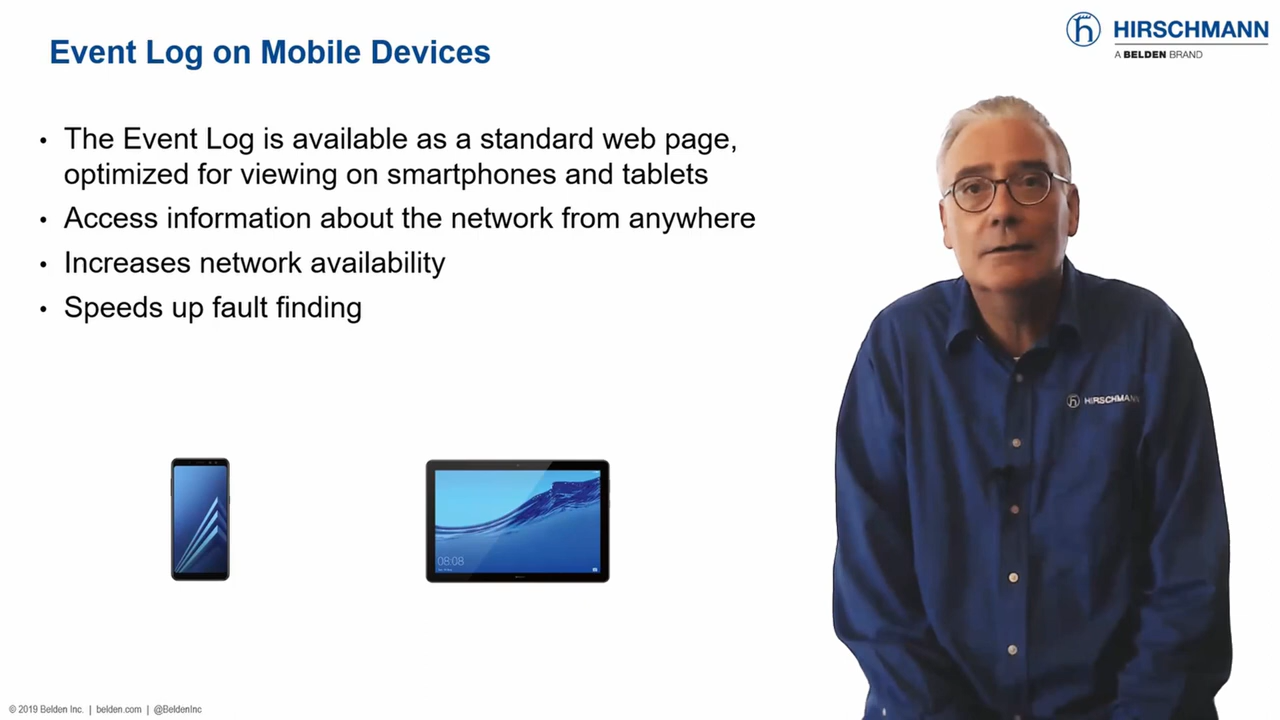 Event Log on Mobile Devices
HIRSCHMANN
A BELDEN BRAND
• The Event Log is available as a standard web page,
optimized for viewing on smartphones and tablets
• Access information about the network from anywhere
• Increases network availability
• Speeds up fault finding
HIRSCHMANN
08:08
© 2019 Belden Inc. | belden.com | @BeldenInc